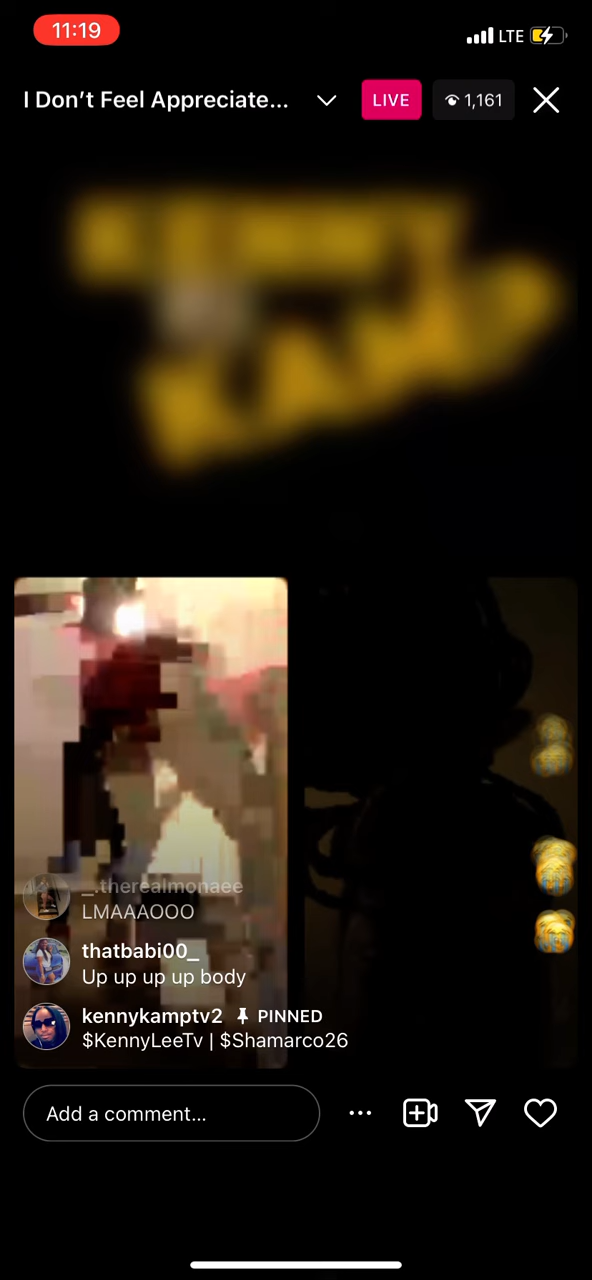 11:19
LTE
I Don't Feel Appreciate...
LIVE
1,161
_.therealmonaee
LMAAAOOO
thatbabi00_
Up up up up body
kennykamptv2 PINNED
$KennyLeeTv | $Shamarco26
Add a comment...